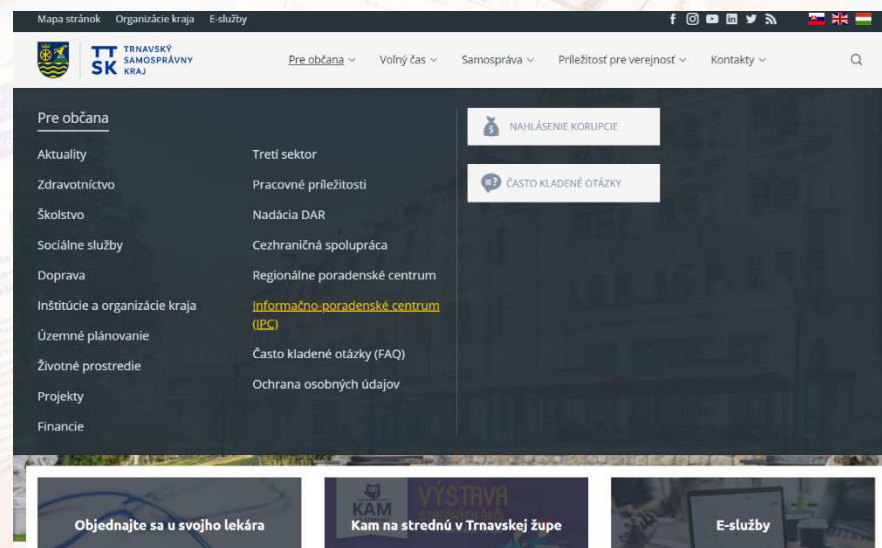 Mapa stránok Organizácie kraja E-služby
TT SK
TRNAVSKÝ
SAMOSPRÁVNY
KRAJ
Pre občana Voľný čas Samospráva Príležitosť pre verejnosť Kontakty
Pre občana
Aktuality
Zdravotníctvo
Školstvo
Sociálne služby
Doprava
Inštitúcie a organizácie kraja
Územné plánovanie
Životné prostredie
Projekty
Financie
Tretí sektor
Pracovné príležitosti
Nadácia DAR
Cezhraničná spolupráca
Regionálne poradenské centrum
Informačno-poradenské centrum
(IPC)
Často kladené otázky (FAQ)
Ochrana osobných údajov
NAHLÁSENIE KORUPCIE
ČASTO KLADENÉ OTÁZKY
Objednajte sa u svojho lekára
KAM
VÝSTAVA
STREDNÝCH ŠKÔL
Kam na strednú v Trnavskej župe
E-služby